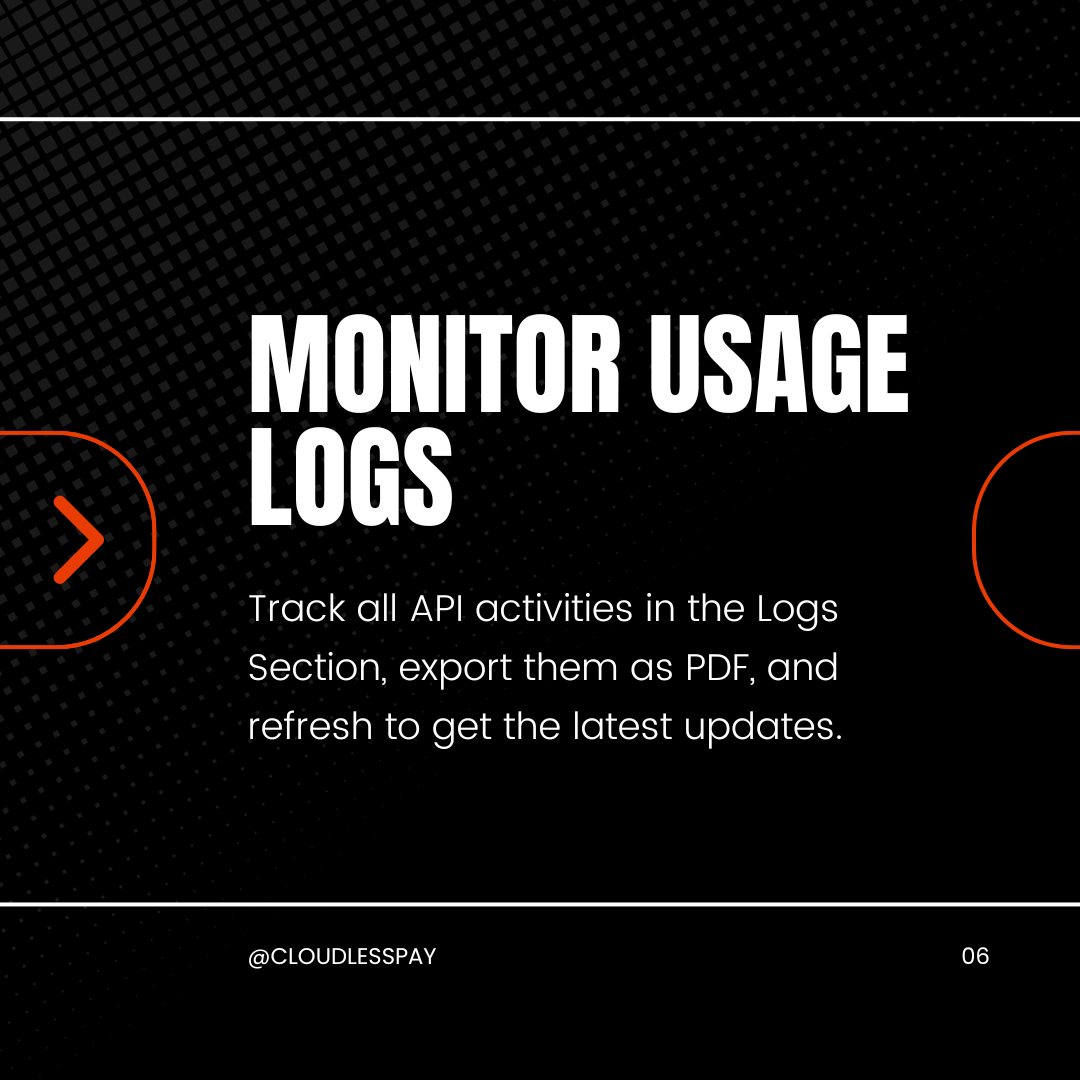 MONITOR USAGE
LOGS
Track all API activities in the Logs
Section, export them as PDF, and
refresh to get the latest updates.
@CLOUDLESSPAY
06